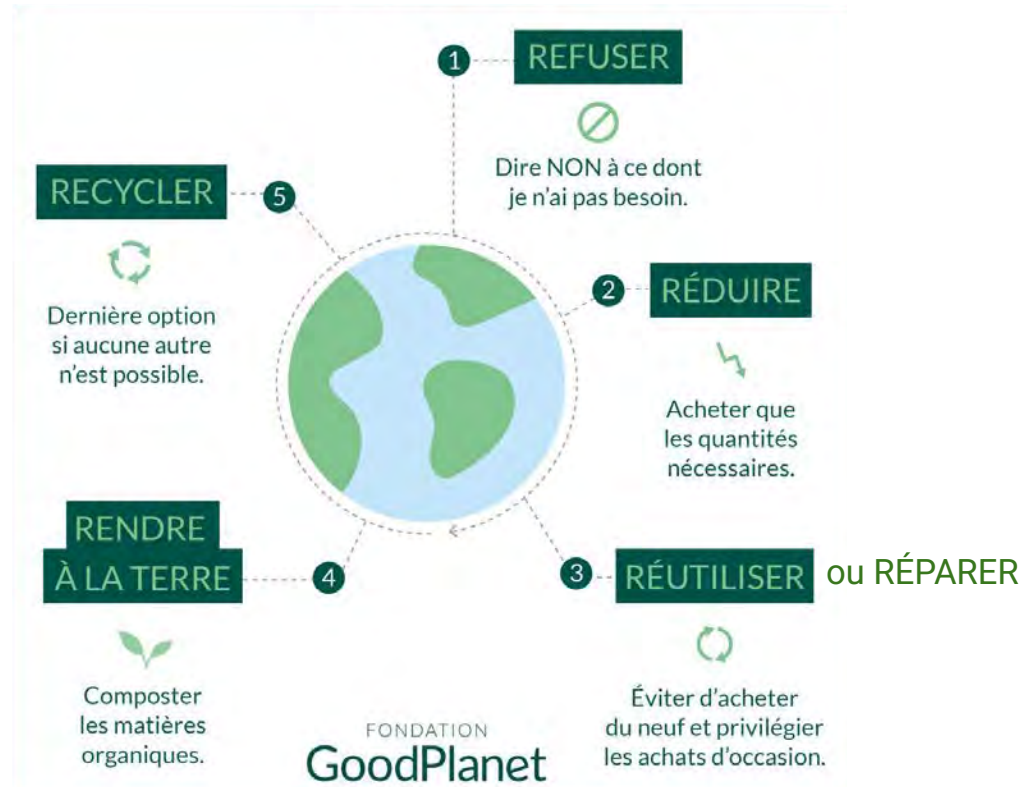 1
REFUSER
Dire NON à ce dont
je n'ai pas besoin.
2
RÉDUIRE
Acheter que
les quantités
nécessaires.
3
RÉUTILISER ou RÉPARER
Éviter d'acheter
du neuf et privilégier
les achats d'occasion.
4
RENDRE
À LA TERRE
Composter
les matières
organiques.
5
RECYCLER
Dernière option
si aucune autre
n'est possible.
FONDATION
GoodPlanet